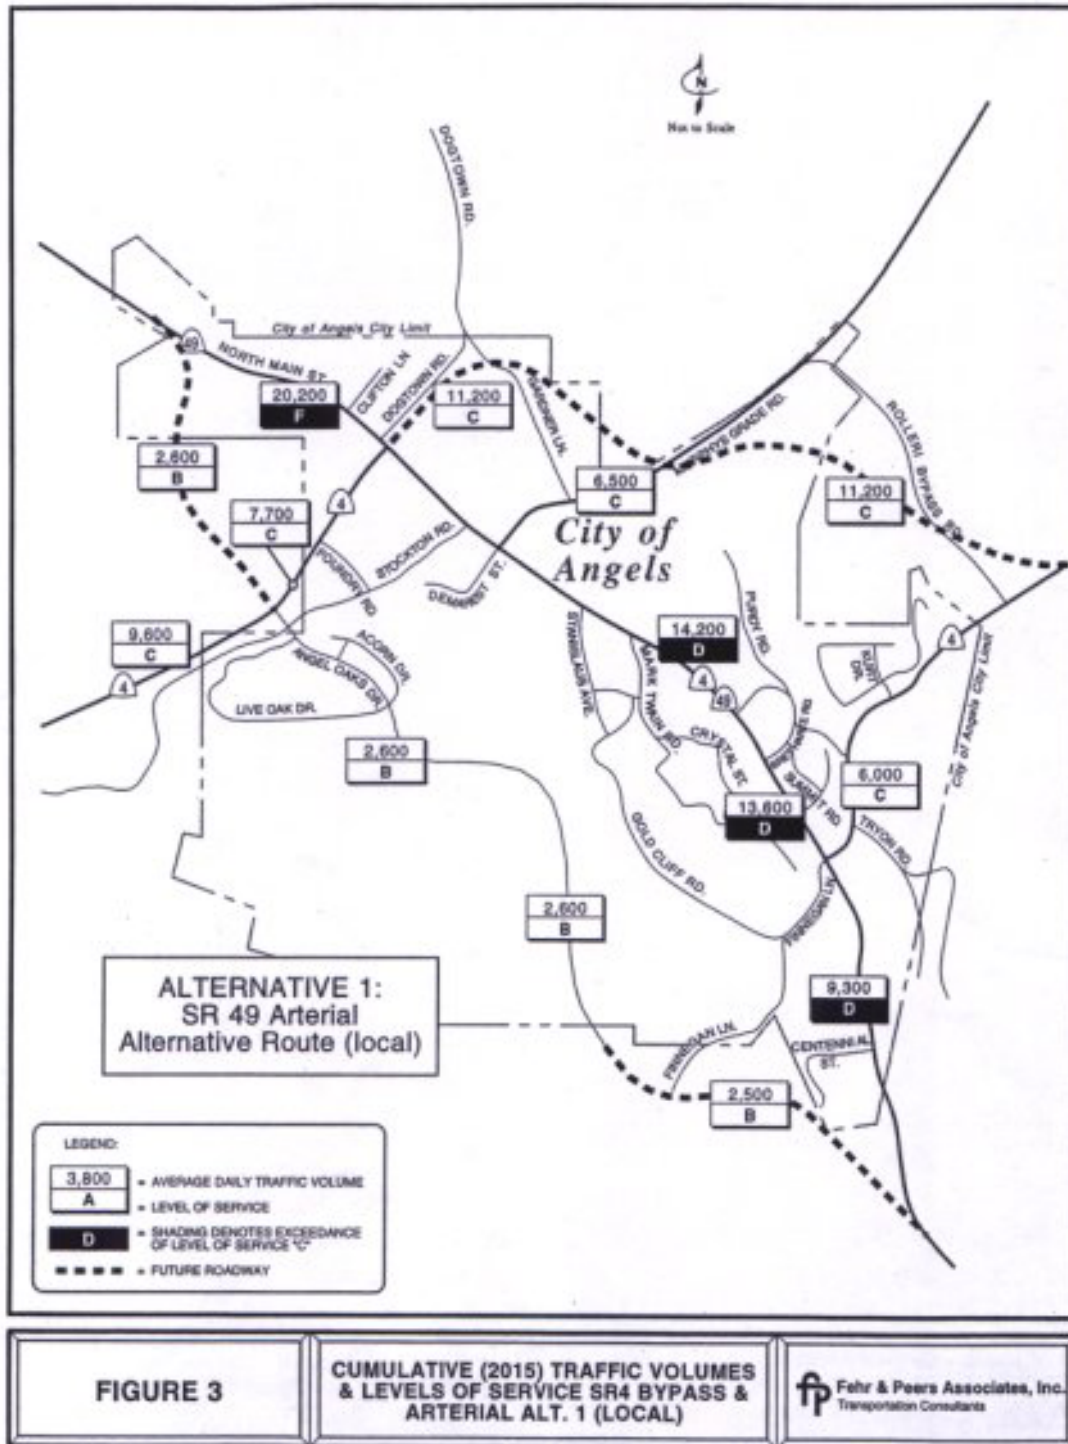 N
Not to Scale
DOGTOWN RD.
City of Angels City Limit
49
NORTH MAIN ST
CLIFTON LN
DOGTOWN RD.
GARDNER LN.
20,200
F
11,200
C
ROLLERI BYPASS
2,600
B
7,700
C
4
6,500
C
11,200
C
FOUNDRY RD.
STOCKTON RD.
DEMAREST ST.
City of
Angels
9,600
C
4
ACORN DR.
ANGEL OAKS DR.
LIVE OAK DR.
STANISLAUS AVE.
MARK TWAIN RD.
14,200
D
4
49
PURDY RD.
KURT
DR.
4
City of Angels City Limit
2,600
B
CRYSTAL ST.
SUMMIT RD.
6,000
C
13,600
D
TRYON RD.
GOLD CLIFF RD.
FINNEGAN LN.
2,600
B
9,300
D
ALTERNATIVE 1:
SR 49 Arterial
Alternative Route (local)
FINNEGAN LN.
CENTENNIAL
ST.
2,500
B
LEGEND:
3,800
A
= AVERAGE DAILY TRAFFIC VOLUME
= LEVEL OF SERVICE
D
= SHADING DENOTES EXCEEDANCE
OF LEVEL OF SERVICE "C"
= FUTURE ROADWAY
FIGURE 3
CUMULATIVE (2015) TRAFFIC VOLUMES
& LEVELS OF SERVICE SR4 BYPASS &
ARTERIAL ALT. 1 (LOCAL)
fp
Fehr & Peers Associates, Inc.
Transportation Consultants